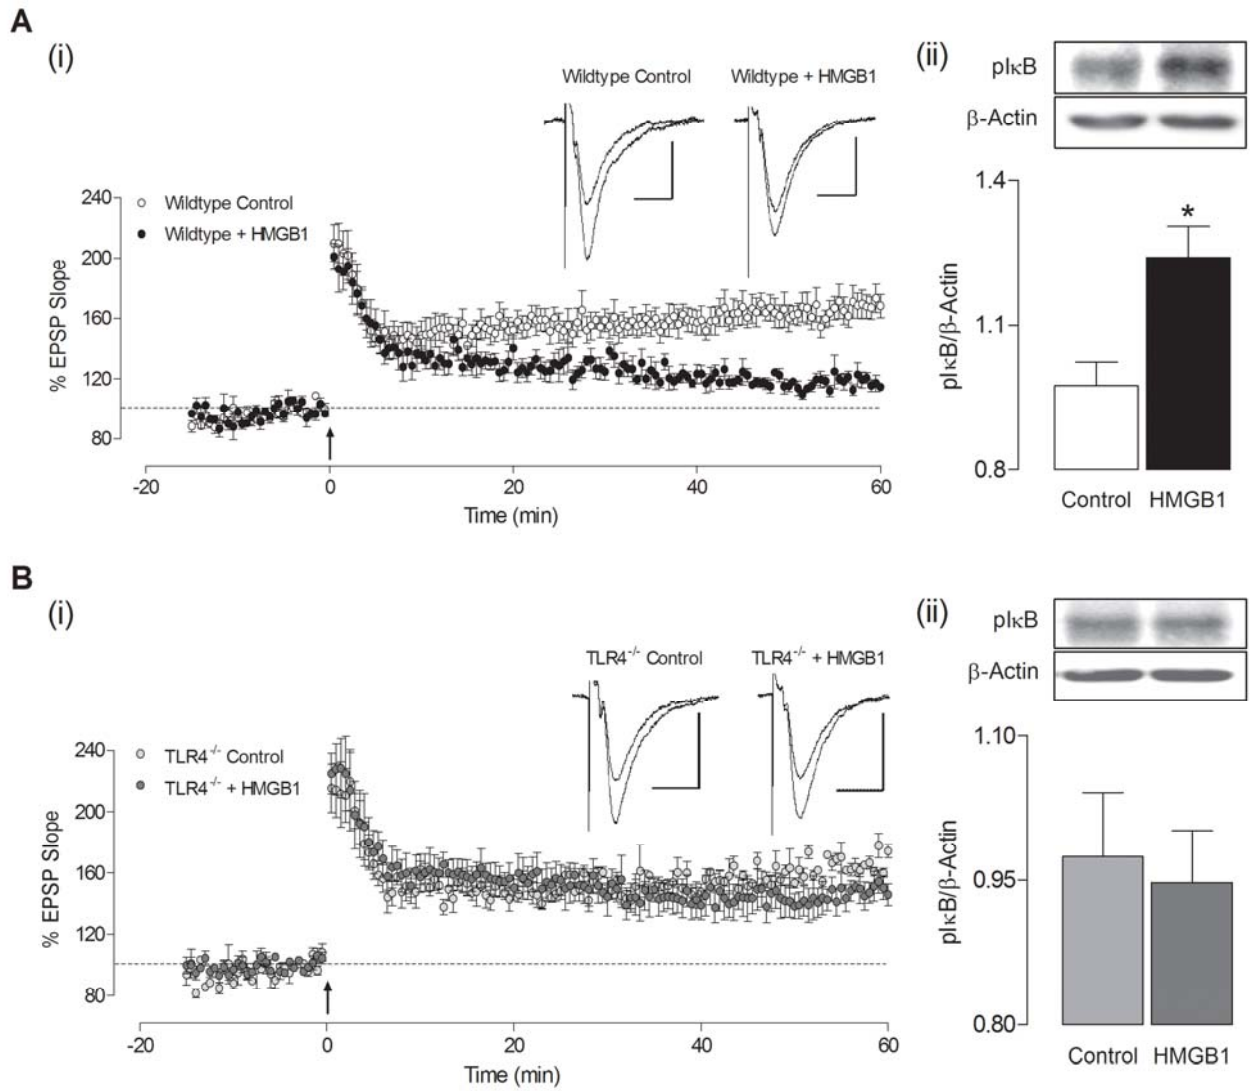 A
(i)
Wildtype Control
Wildtype + HMGB1
240
200
160
120
80
% EPSP Slope
Wildtype Control
Wildtype + HMGB1
-20
0
20
40
60
Time (min)
(ii)
pIκB
β-Actin
1.4
1.1
0.8
pIκB/β-Actin
*
Control
HMGB1
B
(i)
TLR4-/- Control
TLR4-/- + HMGB1
240
200
160
120
80
% EPSP Slope
TLR4-/- Control
TLR4-/- + HMGB1
-20
0
20
40
60
Time (min)
(ii)
pIκB
β-Actin
1.10
0.95
0.80
pIκB/β-Actin
Control
HMGB1